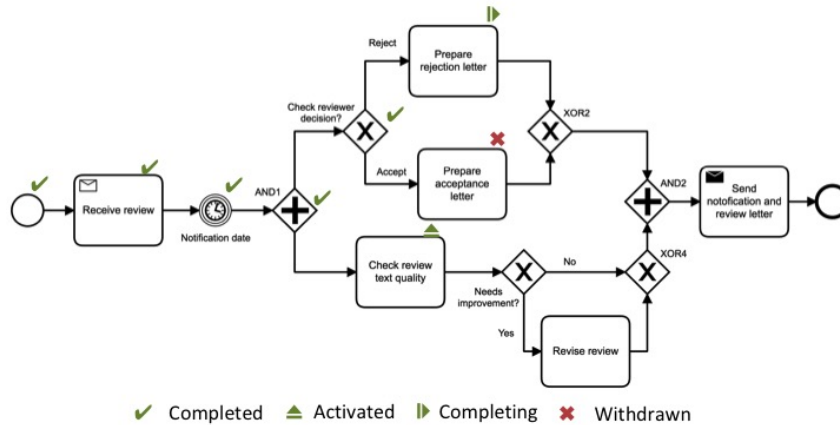 Reject
Prepare
rejection letter
Check reviewer
decision?
X
XOR2
X
Accept
Prepare
acceptance
letter
Receive review
Notification date
AND1
AND2
Send
notofication and
review letter
Check review
text quality
Needs
improvement?
X
No
X
XOR4
Yes
Revise review
Completed
Activated
Completing
Withdrawn